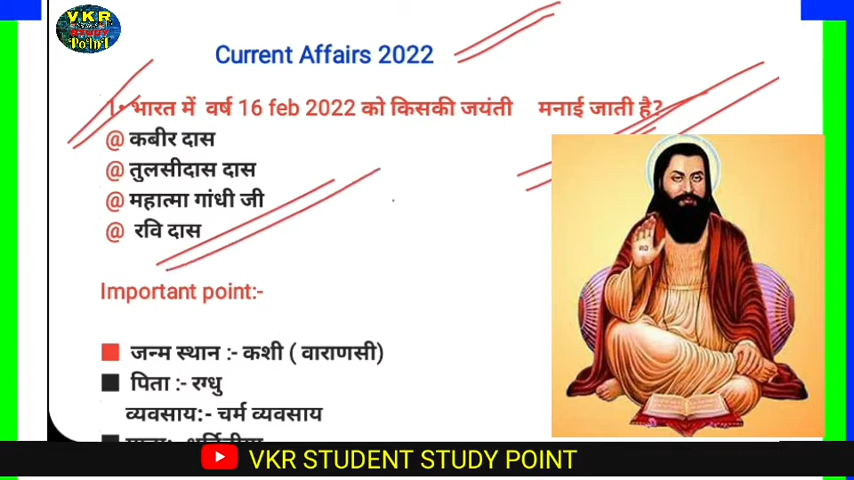 VKR
STUDY
Point
Current Affairs 2022
1• भारत में वर्ष 16 feb 2022 को किसकी जयंती मनाई जाती है?
@ कबीर दास
@ तुलसीदास दास
@ महात्मा गांधी जी
@ रवि दास
Important point:-
जन्म स्थान :- कशी ( वाराणसी)
पिता :- रग्धु
व्यवसाय:- चर्म व्यवसाय
VKR STUDENT STUDY POINT